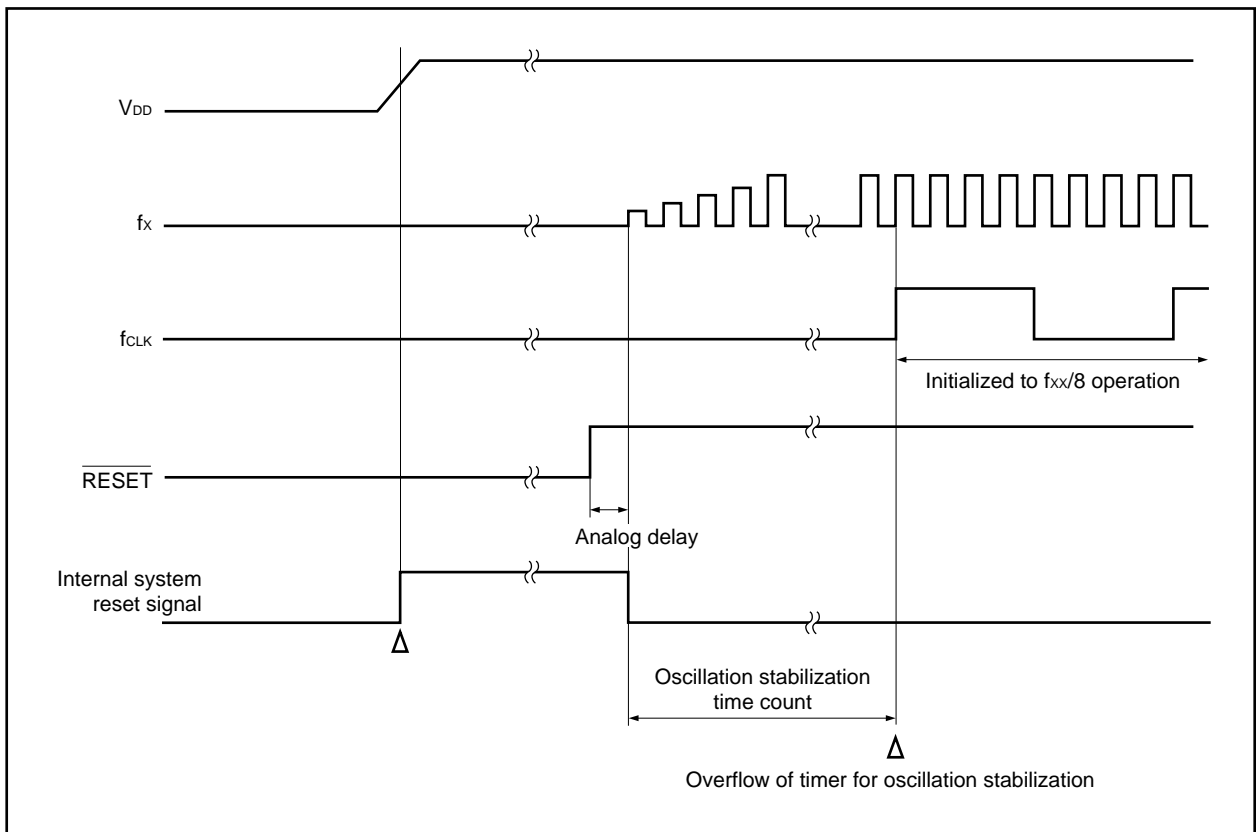 VDD
fX
fCLK
Initialized to fXX/8 operation
RESET
Analog delay
Internal system
reset signal
Oscillation stabilization
time count
Overflow of timer for oscillation stabilization